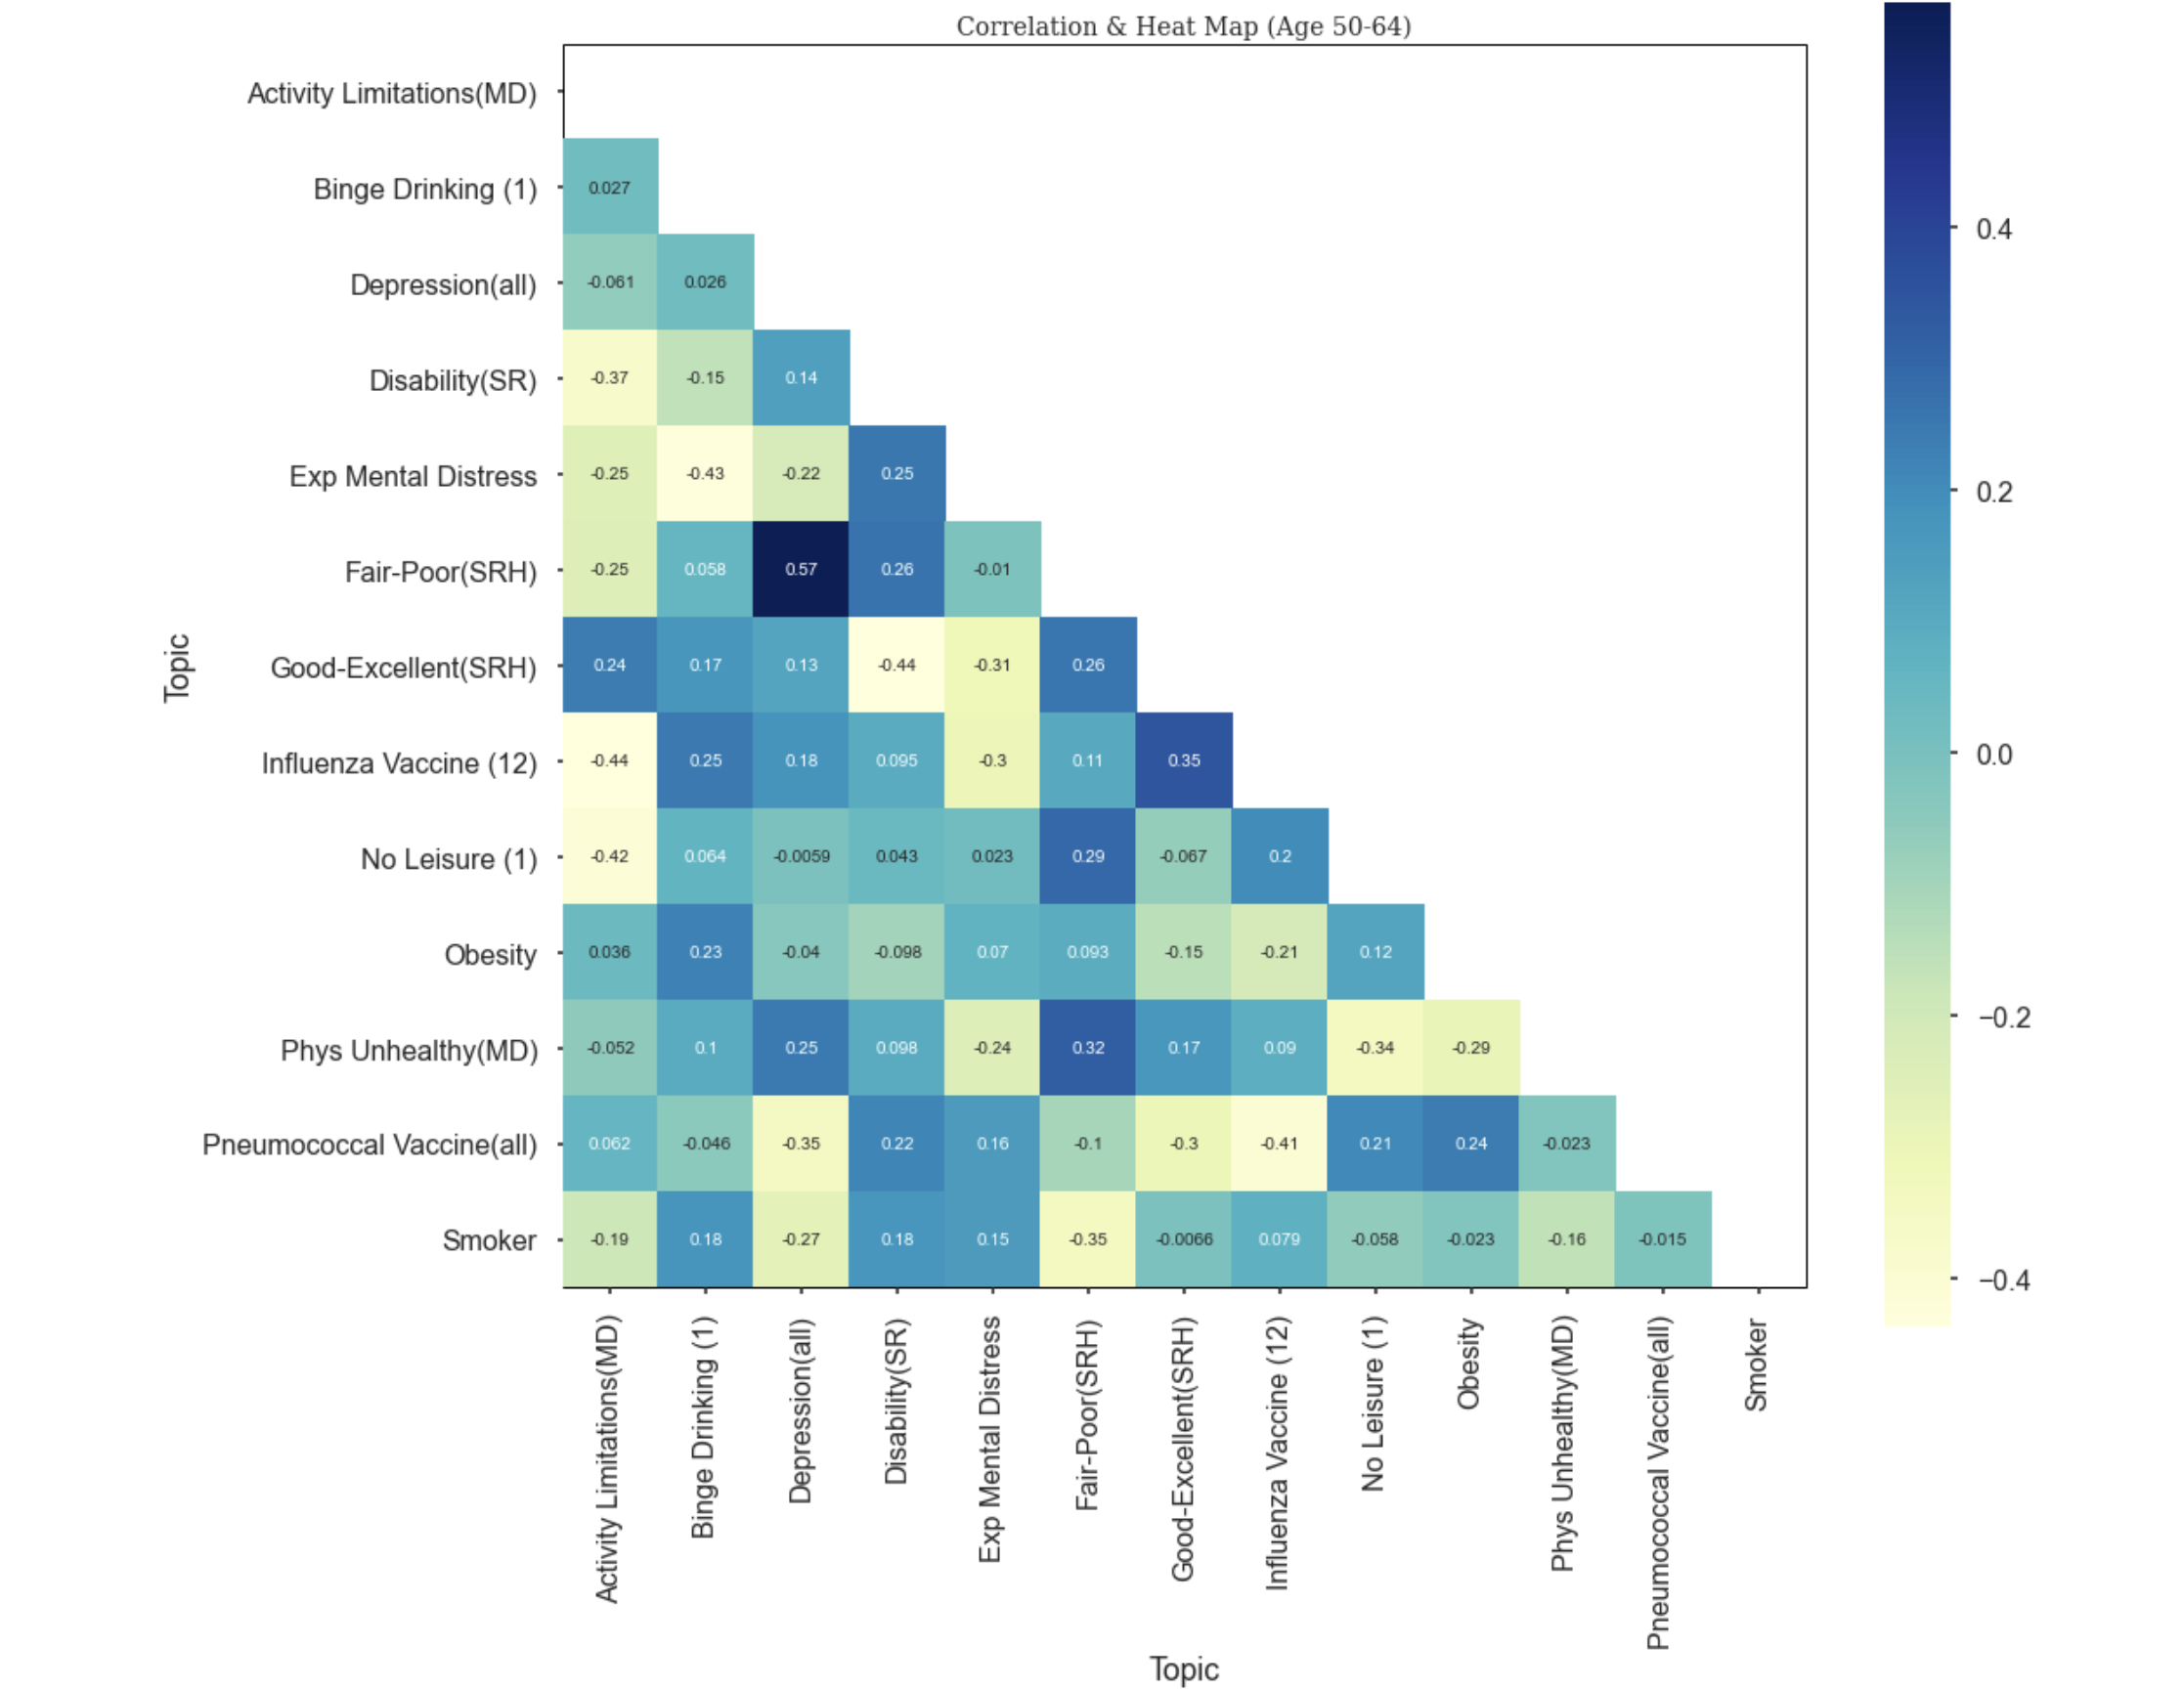 Correlation & Heat Map (Age 50-64)
Activity Limitations(MD)
Binge Drinking (1) 0.027
Depression(all) -0.061 0.026
Disability(SR) -0.37 -0.15 0.14
Exp Mental Distress -0.25 -0.43 -0.22 0.25
Fair-Poor(SRH) -0.25 0.058 0.57 0.26 -0.01
Good-Excellent(SRH) 0.24 0.17 0.13 -0.44 -0.31 0.26
Influenza Vaccine (12) -0.44 0.25 0.18 0.095 -0.3 0.11 0.35
No Leisure (1) -0.42 0.064 -0.0059 0.043 0.023 0.29 -0.067 0.2
Obesity 0.036 0.23 -0.04 -0.098 0.07 0.093 -0.15 -0.21 0.12
Phys Unhealthy(MD) -0.052 0.1 0.25 0.098 -0.24 0.32 0.17 0.09 -0.34 -0.29
Pneumococcal Vaccine(all) 0.062 -0.046 -0.35 0.22 0.16 -0.1 -0.3 -0.41 0.21 0.24 -0.023
Smoker -0.19 0.18 -0.27 0.18 0.15 -0.35 -0.0066 0.079 -0.058 -0.023 -0.16 -0.015
Topic
Activity Limitations(MD)
Binge Drinking (1)
Depression(all)
Disability(SR)
Exp Mental Distress
Fair-Poor(SRH)
Good-Excellent(SRH)
Influenza Vaccine (12)
No Leisure (1)
Obesity
Phys Unhealthy(MD)
Pneumococcal Vaccine(all)
Smoker
Topic
0.4
0.2
0.0
−0.2
−0.4